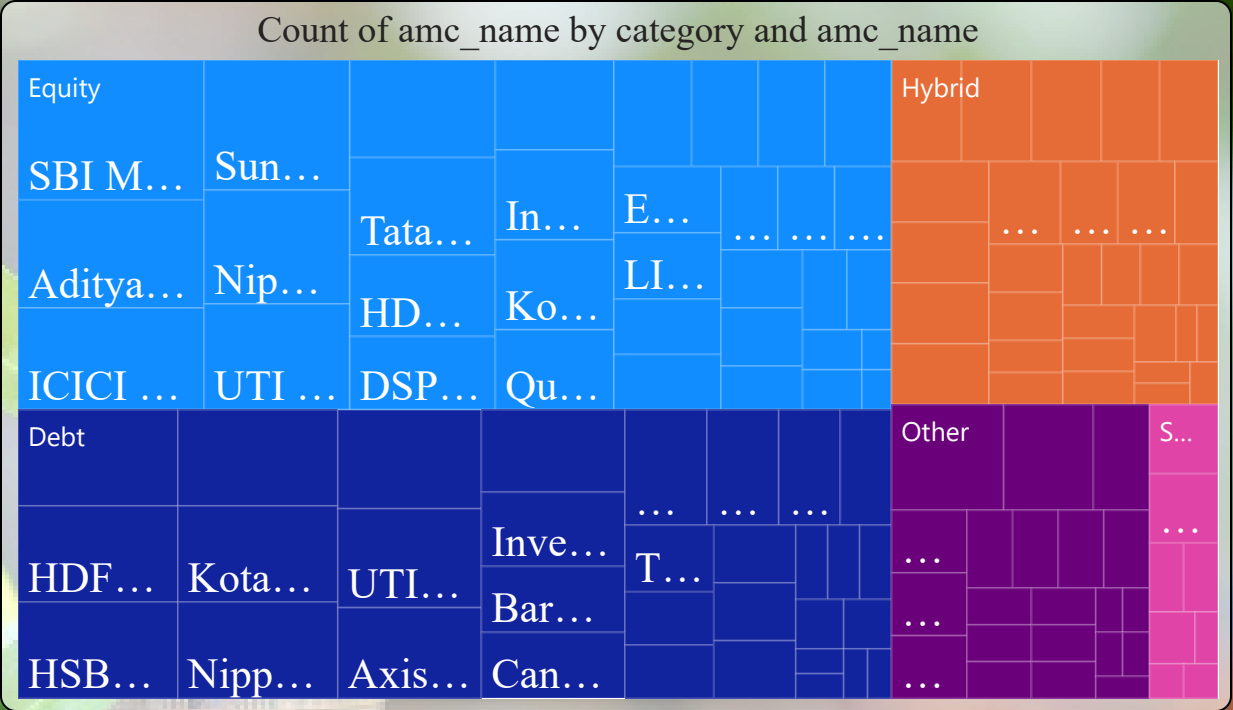 Count of amc_name by category and amc_name
Equity
SBI M...
Aditya...
ICICI ...
Sun...
Nip...
UTI ...
Tata...
HD...
DSP...
In...
Ko...
Qu...
E...
LI...
...
...
...
Debt
HDF...
HSB...
Kota...
Nipp...
UTI...
Axis...
Inve...
Bar...
Can...
...
...
...
T...
Hybrid
...
...
...
Other
...
...
...
S...
...